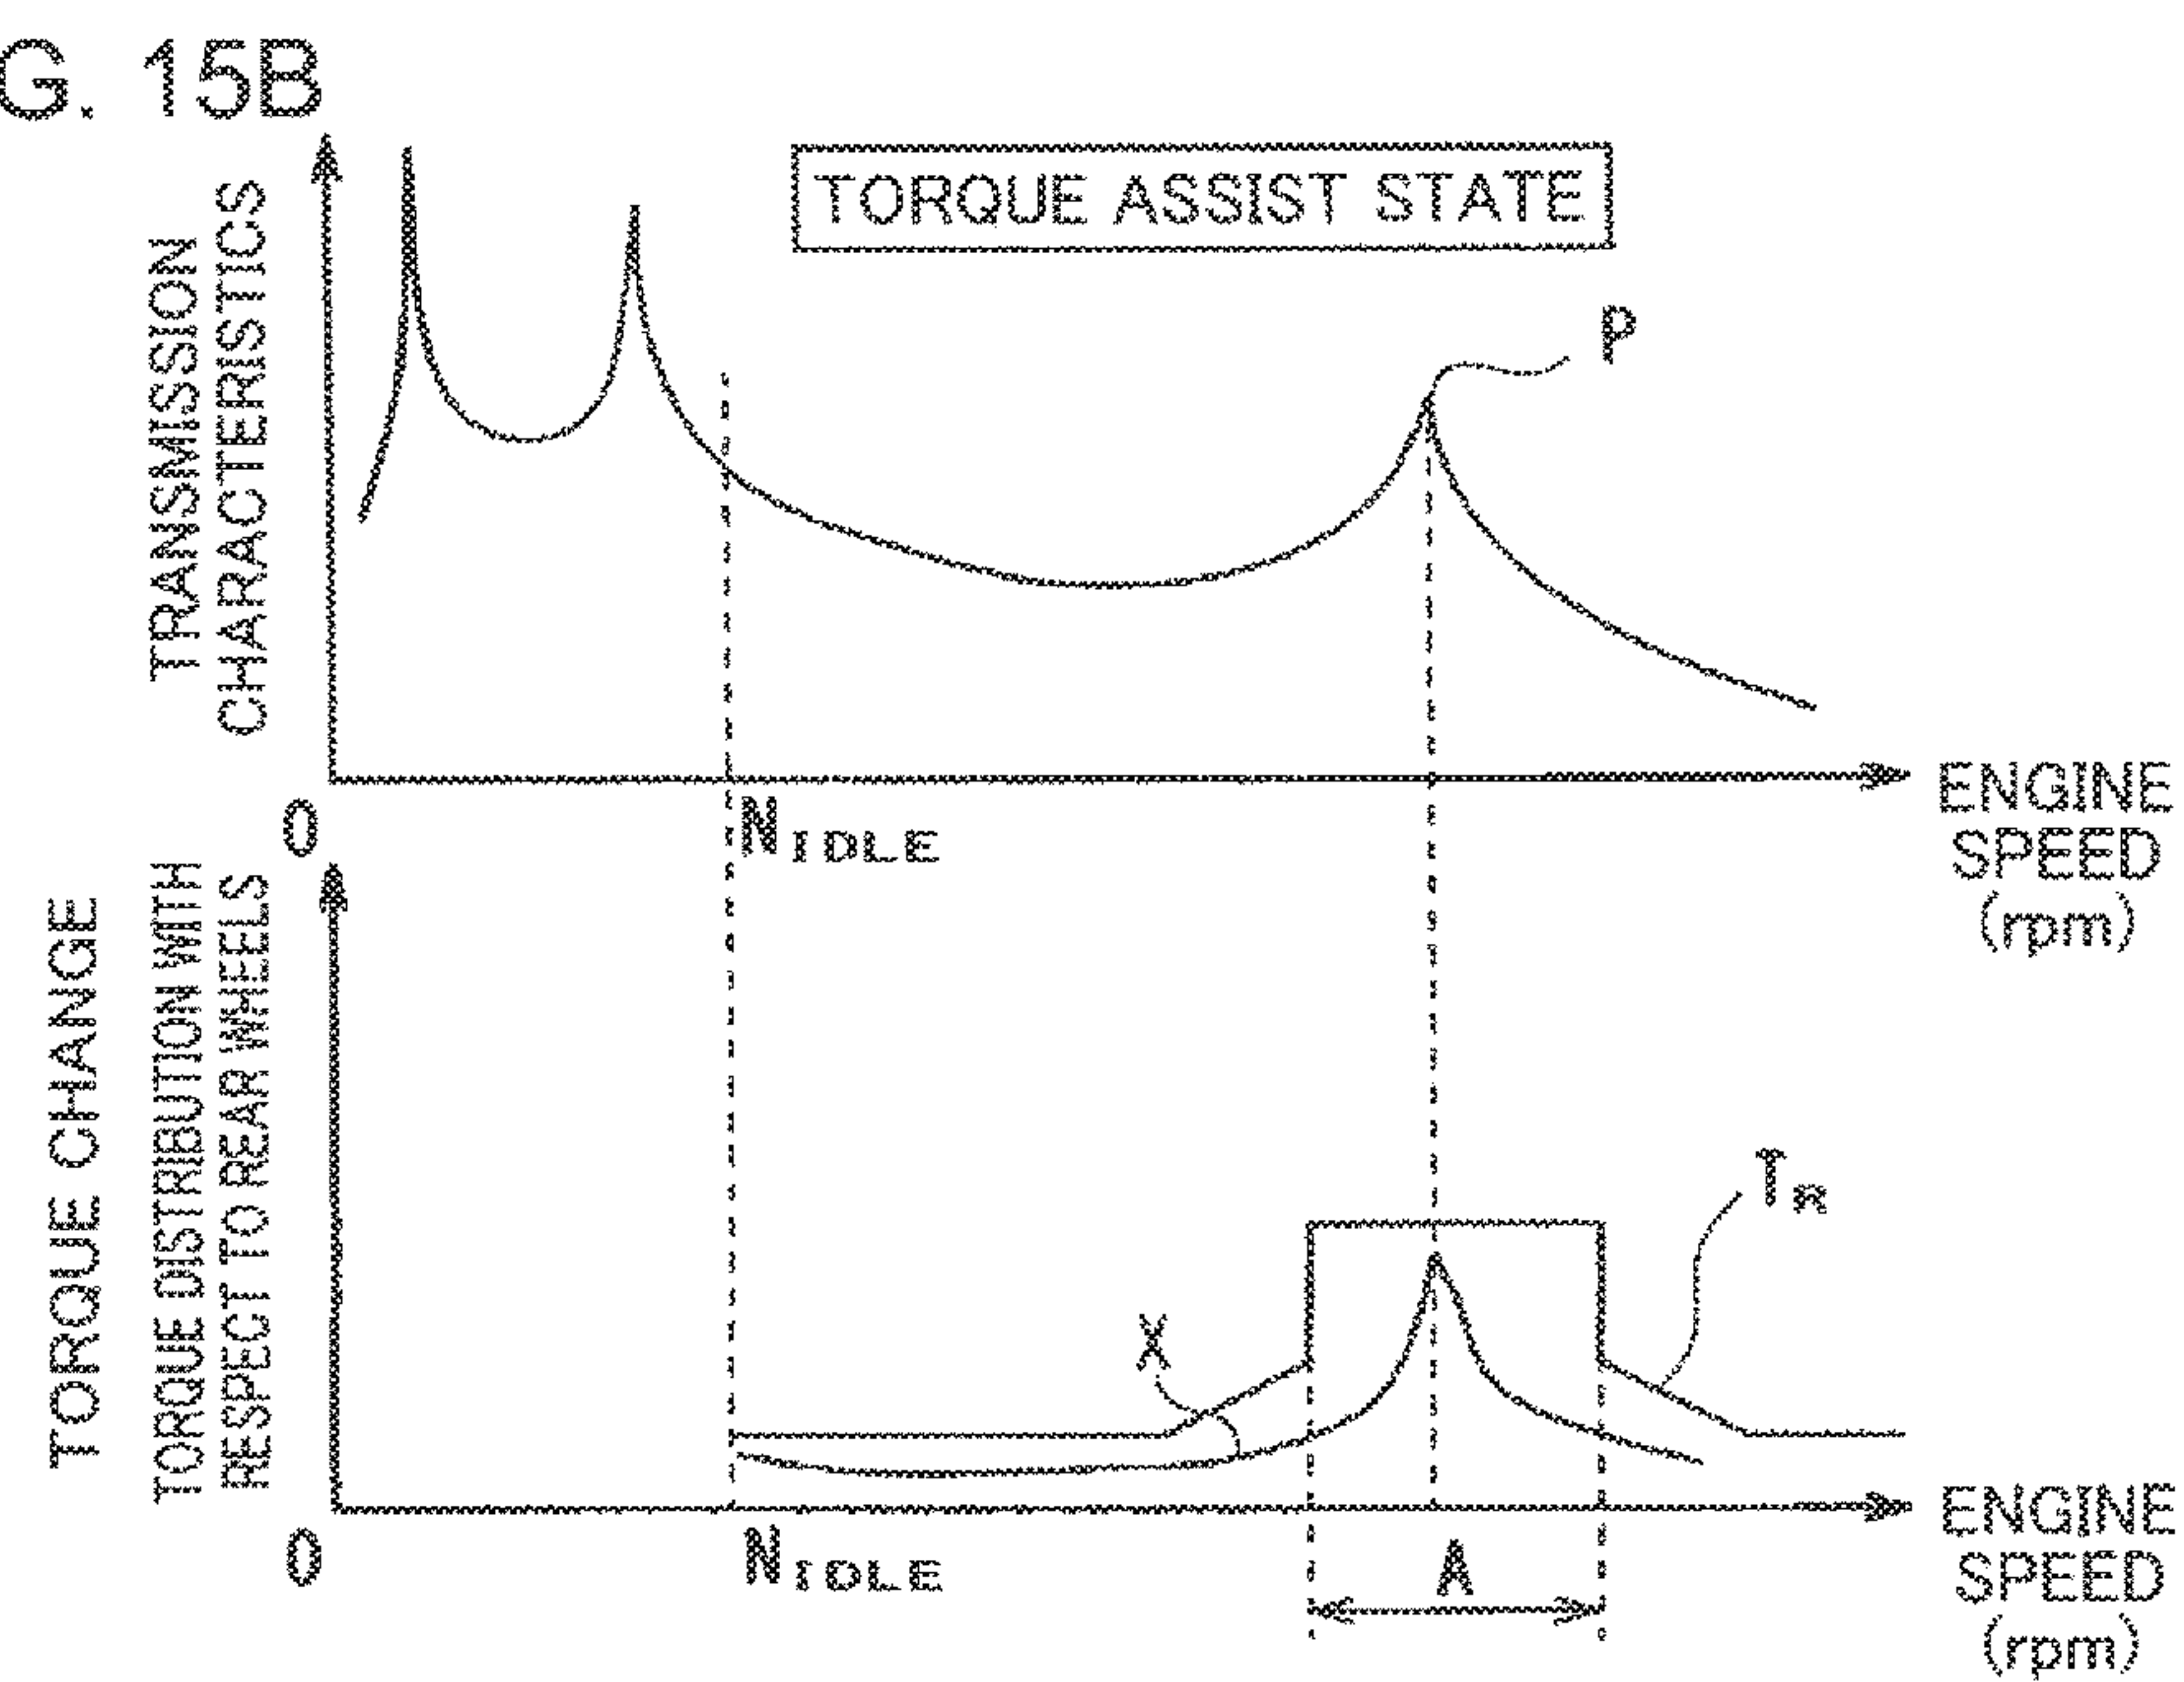 G. 15B
TORQUE ASSIST STATE
TRANSMISSION
CHARACTERISTICS
P
0
NIDLE
ENGINE
SPEED
(rpm)
TORQUE CHANGE
TORQUE DISTRIBUTION WITH
RESPECT TO REAR WHEELS
TR
X
0
NIDLE
A
ENGINE
SPEED
(rpm)